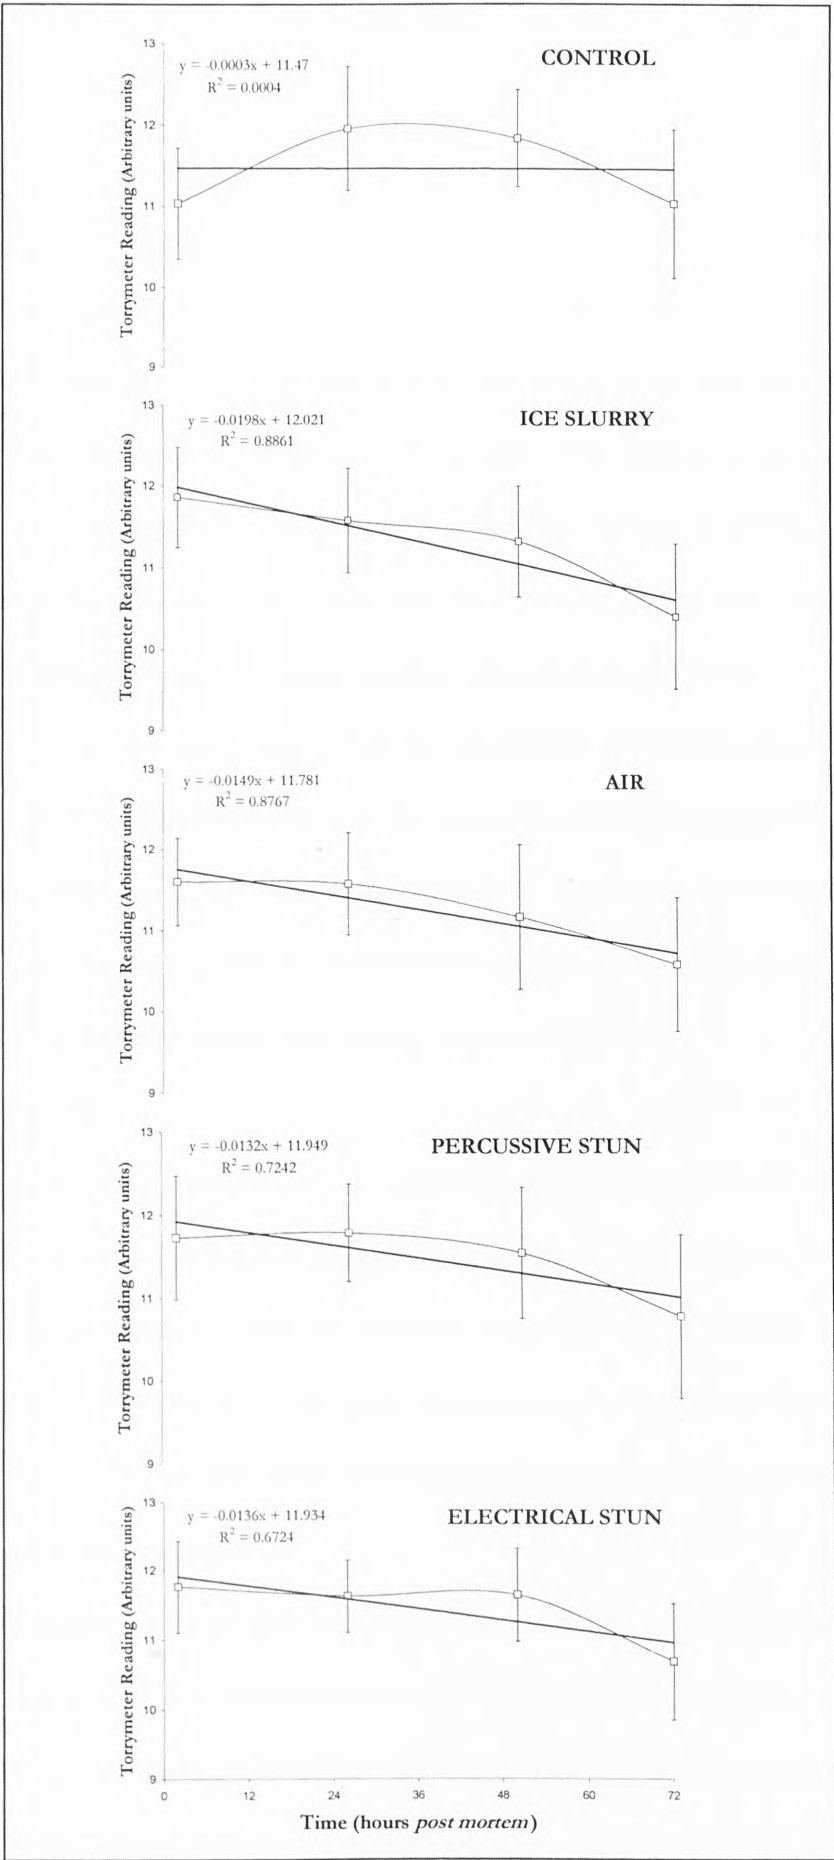 13
12
11
10
9
Torrymeter Reading (Arbitrary units)
y = -0.0003x + 11.47
R² = 0.0004
CONTROL
13
12
11
10
9
Torrymeter Reading (Arbitrary units)
y = -0.0198x + 12.021
R² = 0.8861
ICE SLURRY
13
12
11
10
9
Torrymeter Reading (Arbitrary units)
y = -0.0149x + 11.781
R² = 0.8767
AIR
13
12
11
10
9
Torrymeter Reading (Arbitrary units)
y = -0.0132x + 11.949
R² = 0.7242
PERCUSSIVE STUN
13
12
11
10
9
Torrymeter Reading (Arbitrary units)
y = -0.0136x + 11.934
R² = 0.6724
ELECTRICAL STUN
0 12 24 36 48 60 72
Time (hours post mortem)